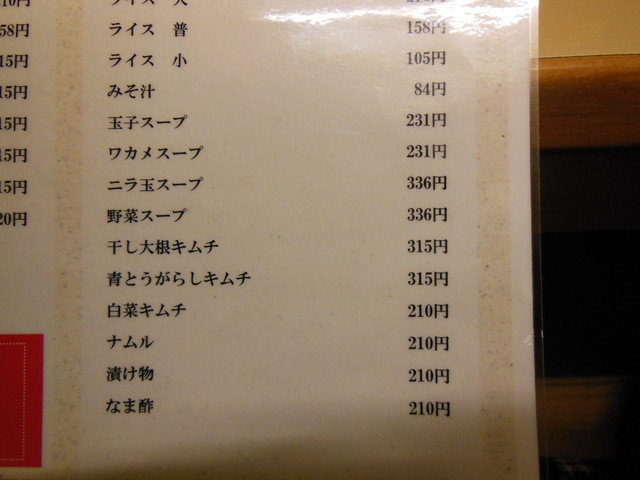 ライス 大
ライス 普 158円
ライス 小 105円
みそ汁 84円
玉子スープ 231円
ワカメスープ 231円
ニラ玉スープ 336円
野菜スープ 336円
干し大根キムチ 315円
青とうがらしキムチ 315円
白菜キムチ 210円
ナムル 210円
漬け物 210円
なま酢 210円